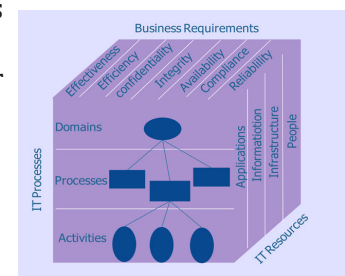 s
r
Business Requirements
Effectiveness
Efficiency
confidentiality
Integrity
Availability
Compliance
Reliability
Domains
Processes
Activities
IT Processes
Applications
Informatiotion
Infrastructure
People
IT Resources